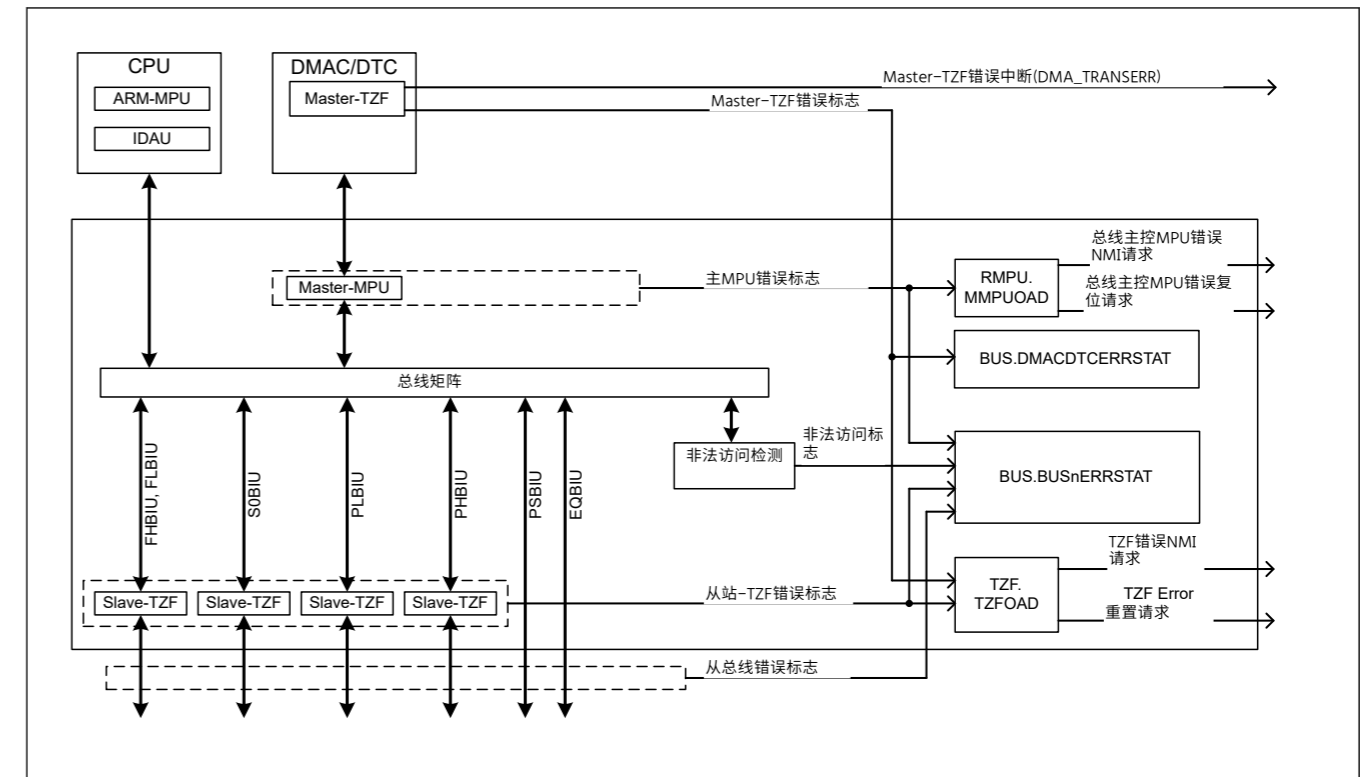 CPU
ARM-MPU
IDAU
DMAC/DTC
Master-TZF
Master-TZF错误中断(DMA_TRANSERR)
Master-TZF错误标志
Master-MPU
主MPU错误标志
RMPU.
MMPUOAD
总线主控MPU错误
NMI请求
总线主控MPU错误复
位请求
BUS.DMACDTCERRSTAT
总线矩阵
非法访问检测
非法访问标
志
BUS.BUSnERRSTAT
FHBIU, FLBIU
S0BIU
PLBIU
PHBIU
PSBIU
EQBIU
Slave-TZF
Slave-TZF
Slave-TZF
Slave-TZF
从站-TZF错误标志
TZF.
TZFOAD
TZF错误NMI
请求
TZF Error
重置请求
从总线错误标志